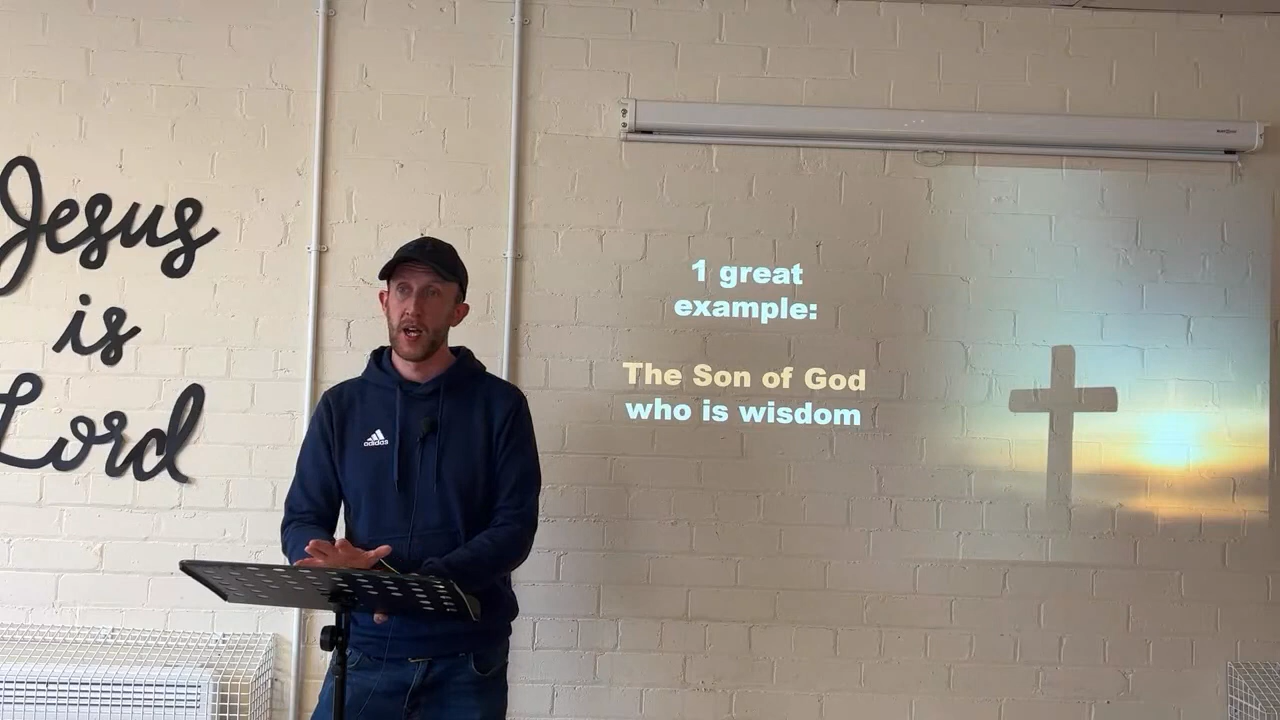 Jesus
is
Lord
adidas
1 great
example:
The Son of God
who is wisdom